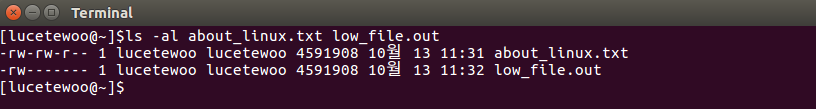 Terminal
[lucetewoo@~]$ls -al about_linux.txt low_file.out
-rw-rw-r-- 1 lucetewoo lucetewoo 4591908 10월 13 11:31 about_linux.txt
-rw------- 1 lucetewoo lucetewoo 4591908 10월 13 11:32 low_file.out
[lucetewoo@~]$